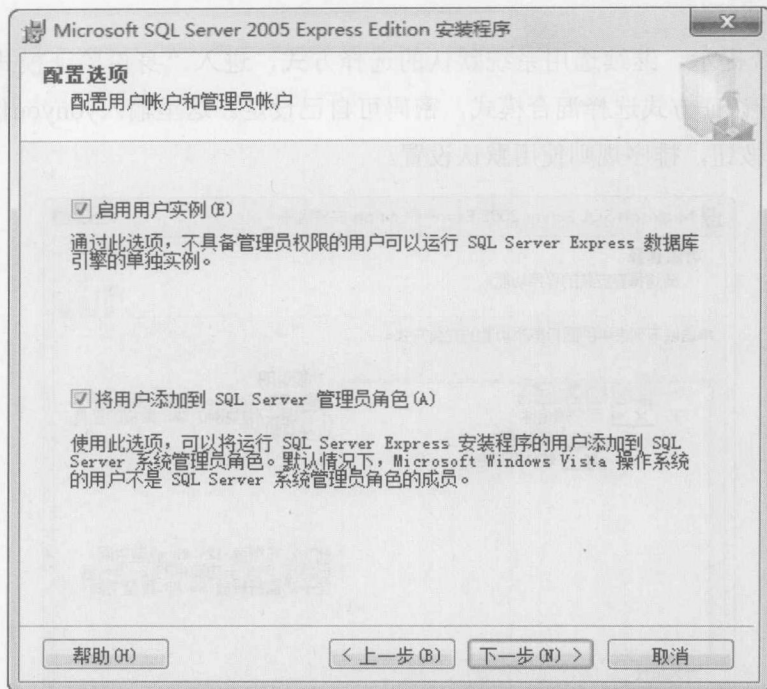 Microsoft SQL Server 2005 Express Edition 安装程序
配置选项
配置用户帐户和管理员帐户
启用用户实例(E)
通过此选项，不具备管理员权限的用户可以运行 SQL Server Express 数据库
引擎的单独实例。
将用户添加到 SQL Server 管理员角色(A)
使用此选项，可以将运行 SQL Server Express 安装程序的用户添加到 SQL
Server 系统管理员角色。默认情况下，Microsoft Windows Vista 操作系统
的用户不是 SQL Server 系统管理员角色的成员。
帮助(H)
< 上一步(B)
下一步(N) >
取消